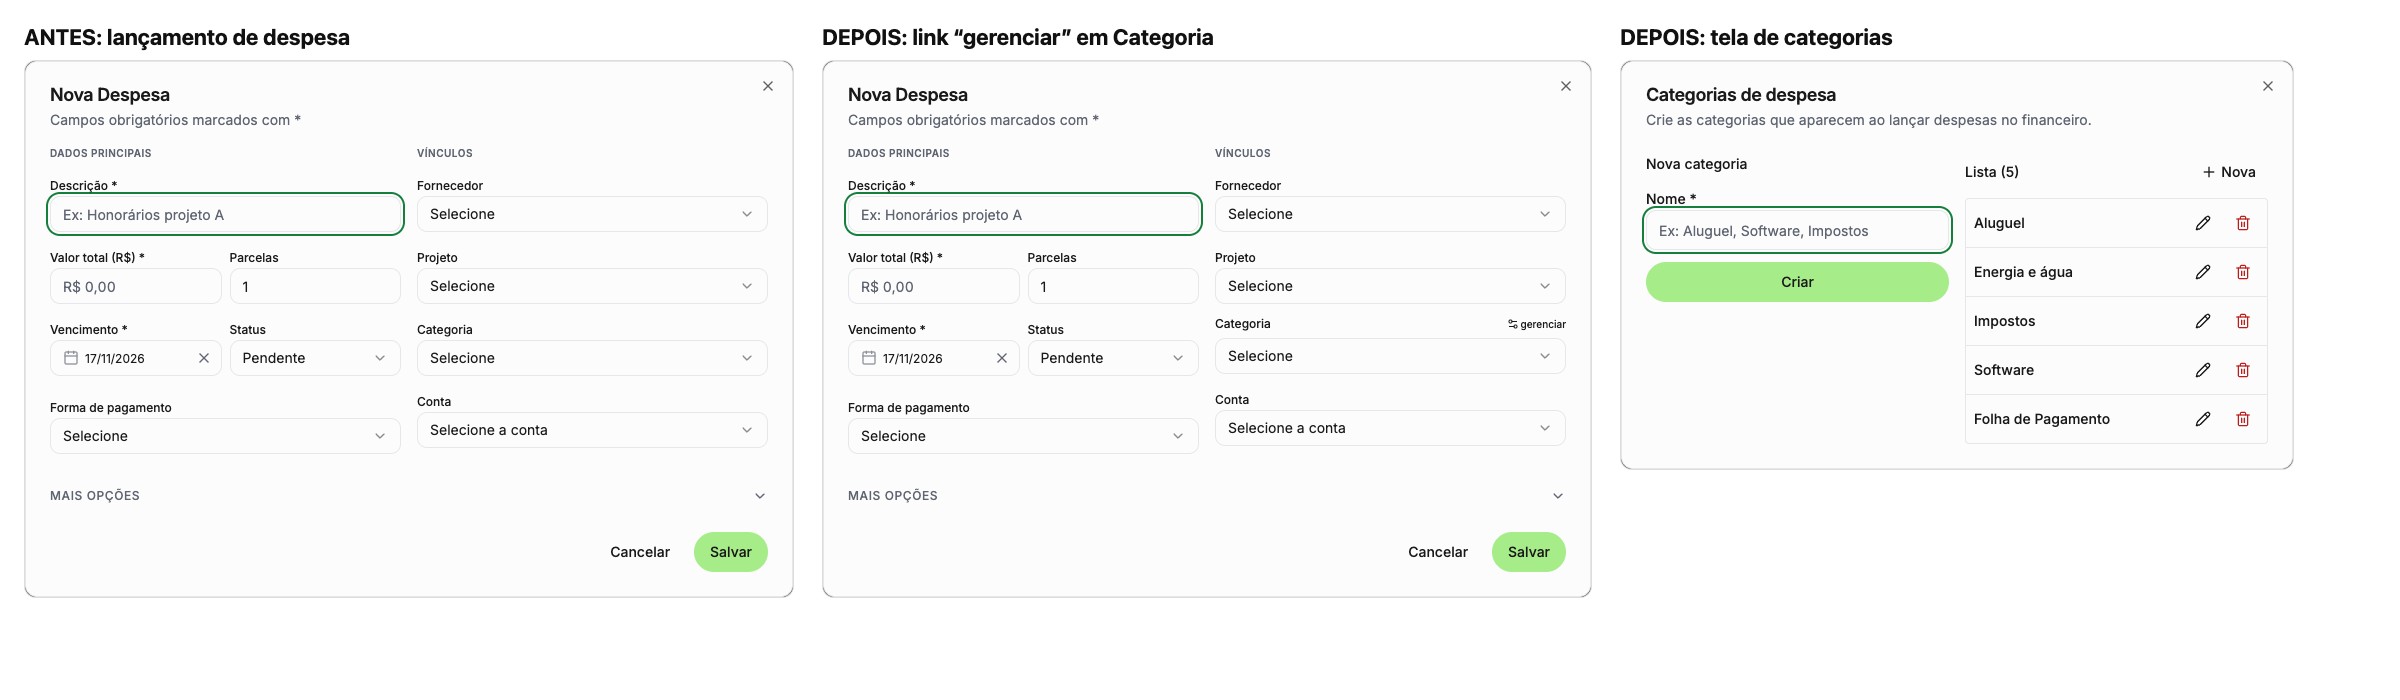 ANTES: lançamento de despesa
Nova Despesa
Campos obrigatórios marcados com *
DADOS PRINCIPAIS
VÍNCULOS
Descrição *
Fornecedor
Ex: Honorários projeto A
Selecione
Valor total (R$) *
Parcelas
Projeto
R$ 0,00
1
Selecione
Vencimento *
Status
Categoria
17/11/2026
Pendente
Selecione
Forma de pagamento
Conta
Selecione
Selecione a conta
MAIS OPÇÕES
Cancelar
Salvar
DEPOIS: link “gerenciar” em Categoria
Nova Despesa
Campos obrigatórios marcados com *
DADOS PRINCIPAIS
VÍNCULOS
Descrição *
Fornecedor
Ex: Honorários projeto A
Selecione
Valor total (R$) *
Parcelas
Projeto
R$ 0,00
1
Selecione
Vencimento *
Status
Categoria
gerenciar
17/11/2026
Pendente
Selecione
Forma de pagamento
Conta
Selecione
Selecione a conta
MAIS OPÇÕES
Cancelar
Salvar
DEPOIS: tela de categorias
Categorias de despesa
Crie as categorias que aparecem ao lançar despesas no financeiro.
Nova categoria
Nome *
Ex: Aluguel, Software, Impostos
Criar
Lista (5)
+ Nova
Aluguel
Energia e água
Impostos
Software
Folha de Pagamento